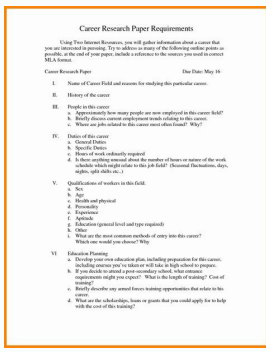 Career Research Paper Requirements
Using Two Internet Resources, you will gather information about a career that
you are interested in pursuing. Try to address as many of the following outline points as
possible, at the end of your paper, include a reference to the sources you used in correct
MLA format.
Career Research Paper Due Date: May 16
I. Name of Career Field and reasons for studying this particular career.
II. History of the career
III. People in this career
a. Approximately how many people are now employed in this career field?
b. Briefly discuss current employment trends relating to this career.
c. Where are jobs related to this career most often found? Why?
IV. Duties of this career
a. General Duties
b. Specific Duties
c. Hours of work ordinarily required
d. Is there anything unusual about the number of hours or nature of the work
schedule which might relate to this job field? (Seasonal fluctuations, days,
nights, split shifts etc..)
V. Qualifications of workers in this field:
a. Sex
b. Age
c. Health and physical
d. Personality
e. Experience
f. Aptitude
g. Education (general level and type required)
h. Other
i. What are the most common methods of entry into this career?
Which one would you choose? Why
VI Education Planning
a. Develop your own education plan, including preparation for this career,
including courses you've taken or will take in high school to prepare.
b. If you decide to attend a post-secondary school, what entrance
requirements might you expect? What is the length of training? Cost of
training?
c. Briefly describe any armed forces training opportunities that relate to his
career.
d. What are the scholarships, loans or grants that you could apply for to help
with the cost of this training?